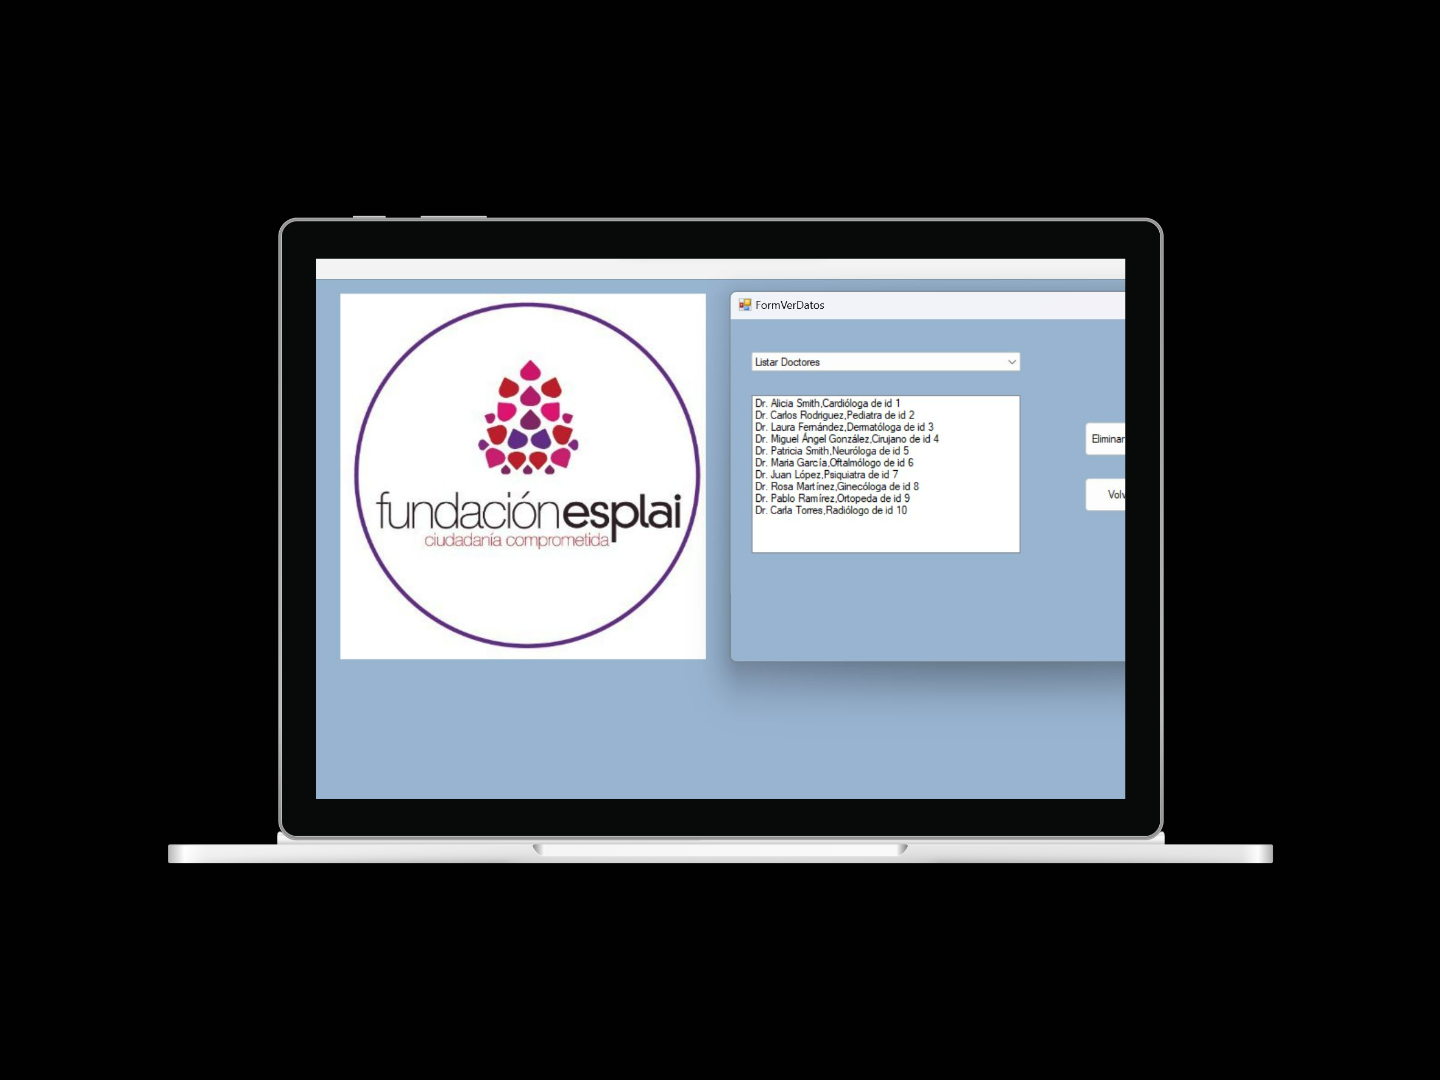 fundación esplai
ciudadanía comprometida
FormVerDatos
Listar Doctores
Dr. Alicia Smith,Cardióloga de id 1
Dr. Carlos Rodriguez,Pediatra de id 2
Dr. Laura Fernández,Dermatóloga de id 3
Dr. Miguel Ángel González,Cirujano de id 4
Dr. Patricia Smith,Neuróloga de id 5
Dr. Maria García,Oftalmólogo de id 6
Dr. Juan López,Psiquiatra de id 7
Dr. Rosa Martínez,Ginecóloga de id 8
Dr. Pablo Ramírez,Ortopeda de id 9
Dr. Carla Torres,Radiólogo de id 10
Eliminar
Volv